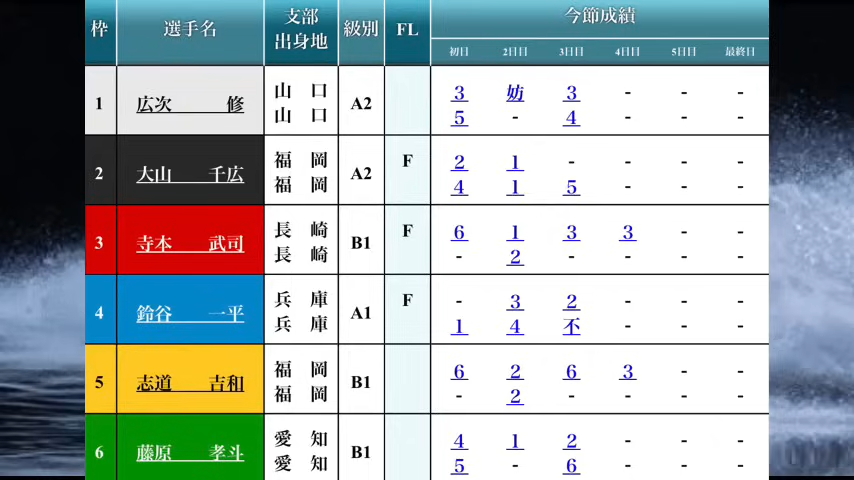 枠 選手名 支部 出身地 級別 FL 今節成績
初日 2日目 3日目 4日目 5日目 最終日
1 広次 修 山口 A2 3 妨 3 - - -
山口 5 - 4 - - -
2 大山 千広 福岡 A2 F 2 1 - - - -
福岡 4 1 5 - - -
3 寺本 武司 長崎 B1 F 6 1 3 3 - -
長崎 - 2 - - - -
4 鈴谷 一平 兵庫 A1 F - 3 2 - - -
兵庫 1 4 不 - - -
5 志道 吉和 福岡 B1 6 2 6 3 - -
福岡 - 2 - - - -
6 藤原 孝斗 愛知 B1 4 1 2 - - -
愛知 5 - 6 - - -